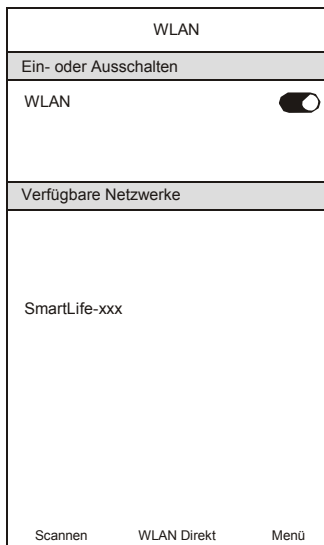 WLAN
Ein- oder Ausschalten
WLAN
Verfügbare Netzwerke
SmartLife-xxx
Scannen WLAN Direkt Menü